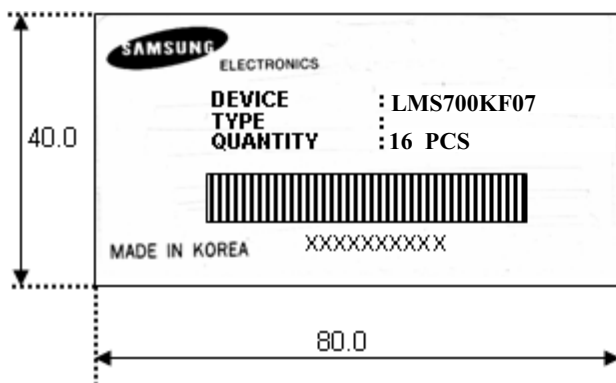 SAMSUNG
ELECTRONICS
DEVICE : LMS700KF07
TYPE :
QUANTITY : 16 PCS
40.0
MADE IN KOREA XXXXXXXXXX
80.0